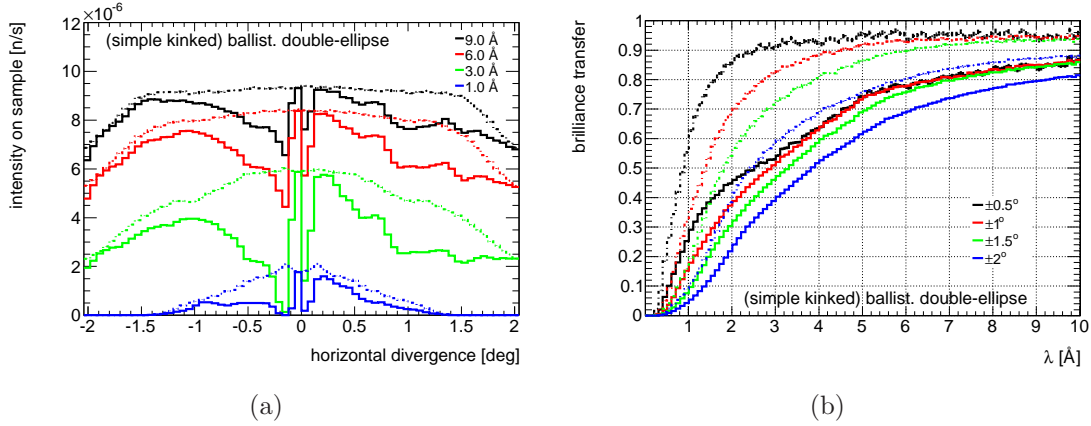 ×10⁻⁶
(simple kinked) ballist. double-ellipse
9.0 Å
6.0 Å
3.0 Å
1.0 Å
intensity on sample [n/s]
12
10
8
6
4
2
0
-2 -1.5 -1 -0.5 0 0.5 1 1.5 2
horizontal divergence [deg]
(a)
brilliance transfer
1
0.9
0.8
0.7
0.6
0.5
0.4
0.3
0.2
0.1
0
±0.5°
±1°
±1.5°
±2°
(simple kinked) ballist. double-ellipse
1 2 3 4 5 6 7 8 9 10
λ [Å]
(b)